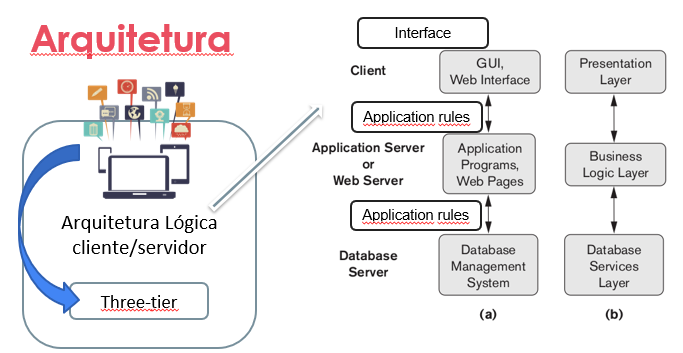 Arquitetura
Arquitetura Lógica
cliente/servidor
Three-tier
Interface
Client
GUI,
Web Interface
Presentation
Layer
Application rules
Application Server
or
Web Server
Application
Programs,
Web Pages
Business
Logic Layer
Application rules
Database
Server
Database
Management
System
Database
Services
Layer
(a)
(b)